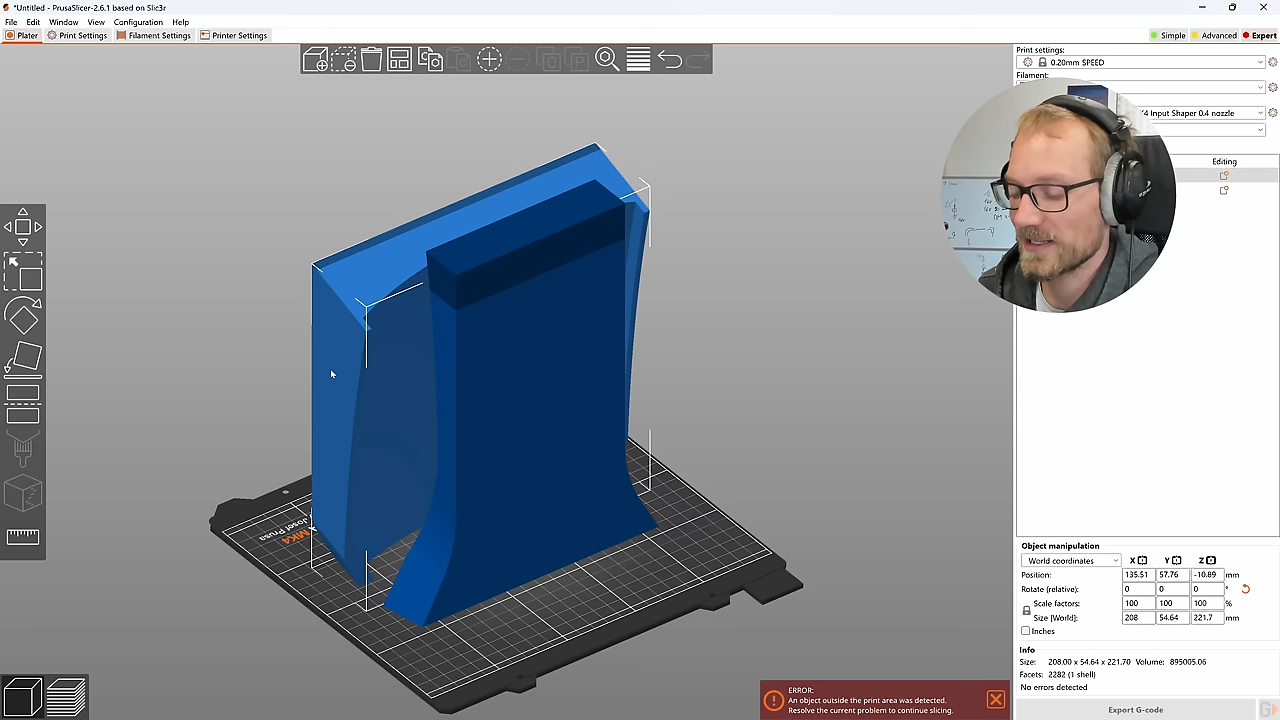 *Untitled - PrusaSlicer-2.6.1 based on Slic3r
File Edit Window View Configuration Help
Plater Print Settings Filament Settings Printer Settings
Simple Advanced Expert
Print settings:
0.20mm SPEED
Filament:
Input Shaper 0.4 nozzle
Editing
Josef Prusa
MK4
Object manipulation
World coordinates X Y Z
Position: 135.51 57.76 -10.89 mm
Rotate (relative): 0 0 0 °
Scale factors: 100 100 100 %
Size [World]: 208 54.64 221.7 mm
Inches
Info
Size: 208.00 x 54.64 x 221.70 Volume: 895005.06
Facets: 2282 (1 shell)
No errors detected
ERROR:
An object outside the print area was detected.
Resolve the current problem to continue slicing.
Export G-code
G